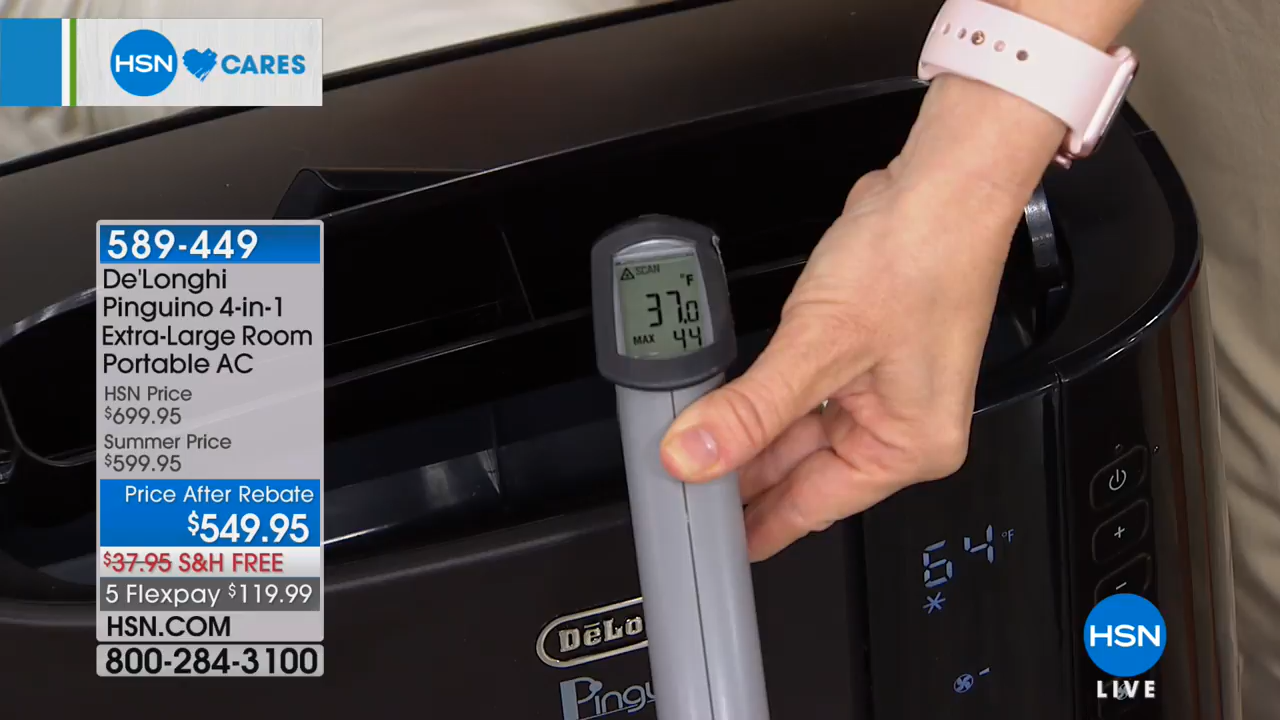 HSN CARES
589-449
De'Longhi
Pinguino 4-in-1
Extra-Large Room
Portable AC
HSN Price
$699.95
Summer Price
$599.95
Price After Rebate
$549.95
$37.95 S&H FREE
5 Flexpay $119.99
HSN.COM
800-284-3100
SCAN
°F
37.0
MAX 44
64 °F
DēLo
Pingu
HSN
LIVE